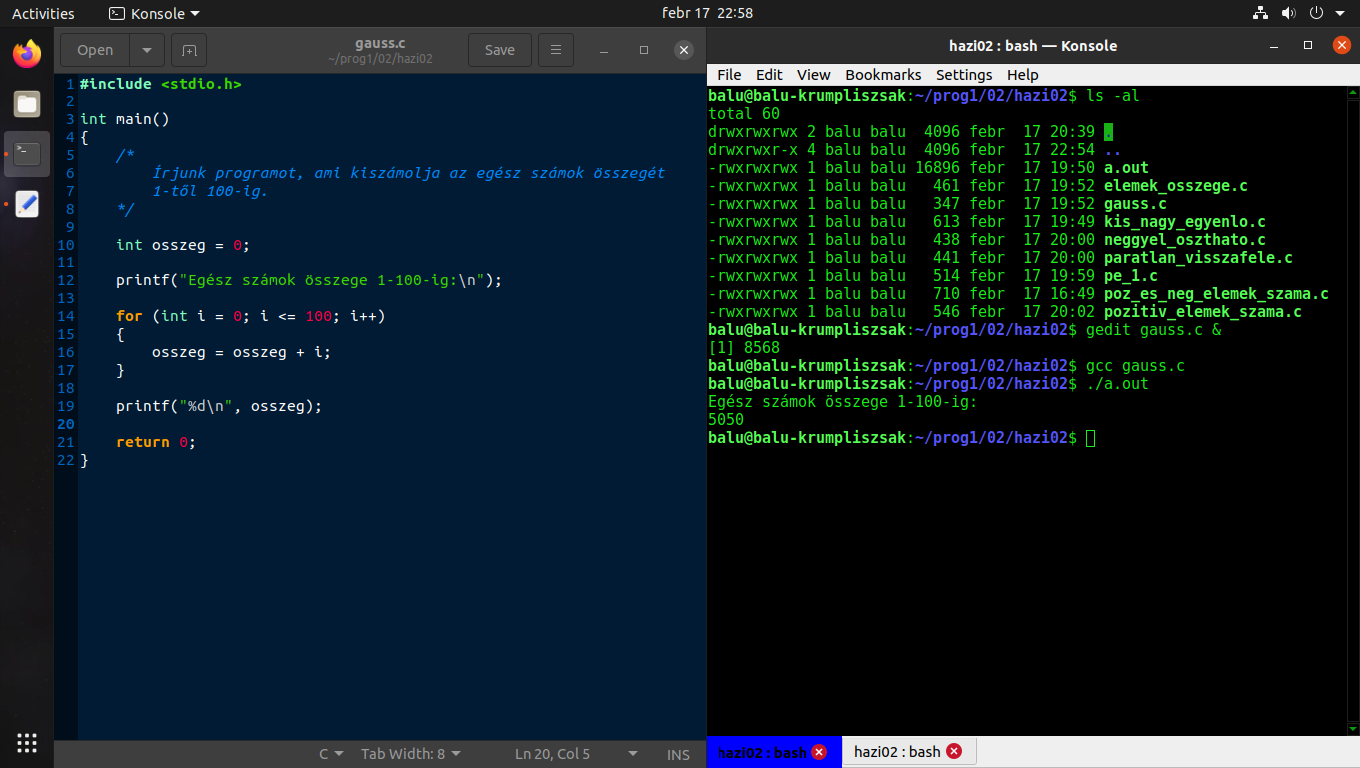 Activities
Konsole
febr 17 22:58
Open
gauss.c
~/prog1/02/hazi02
Save
1 #include <stdio.h>
2
3 int main()
4 {
5     /*
6         Írjunk programot, ami kiszámolja az egész számok összegét
7         1-től 100-ig.
8     */
9
10     int osszeg = 0;
11
12     printf("Egész számok összege 1-100-ig:\n");
13
14     for (int i = 0; i <= 100; i++)
15     {
16         osszeg = osszeg + i;
17     }
18
19     printf("%d\n", osszeg);
20
21     return 0;
22 }
C
Tab Width: 8
Ln 20, Col 5
INS
hazi02 : bash — Konsole
File Edit View Bookmarks Settings Help
balu@balu-krumpliszsak:~/prog1/02/hazi02$ ls -al
total 60
drwxrwxrwx 2 balu balu  4096 febr  17 20:39 .
drwxrwxr-x 4 balu balu  4096 febr  17 22:54 ..
-rwxrwxrwx 1 balu balu 16896 febr  17 19:50 a.out
-rwxrwxrwx 1 balu balu   461 febr  17 19:52 elemek_osszege.c
-rwxrwxrwx 1 balu balu   347 febr  17 19:52 gauss.c
-rwxrwxrwx 1 balu balu   613 febr  17 19:49 kis_nagy_egyenlo.c
-rwxrwxrwx 1 balu balu   438 febr  17 20:00 neggyel_oszthato.c
-rwxrwxrwx 1 balu balu   441 febr  17 20:00 paratlan_visszafele.c
-rwxrwxrwx 1 balu balu   514 febr  17 19:59 pe_1.c
-rwxrwxrwx 1 balu balu   710 febr  17 16:49 poz_es_neg_elemek_szama.c
-rwxrwxrwx 1 balu balu   546 febr  17 20:02 pozitiv_elemek_szama.c
balu@balu-krumpliszsak:~/prog1/02/hazi02$ gedit gauss.c &
[1] 8568
balu@balu-krumpliszsak:~/prog1/02/hazi02$ gcc gauss.c
balu@balu-krumpliszsak:~/prog1/02/hazi02$ ./a.out
Egész számok összege 1-100-ig:
5050
balu@balu-krumpliszsak:~/prog1/02/hazi02$
hazi02 : bash
hazi02 : bash